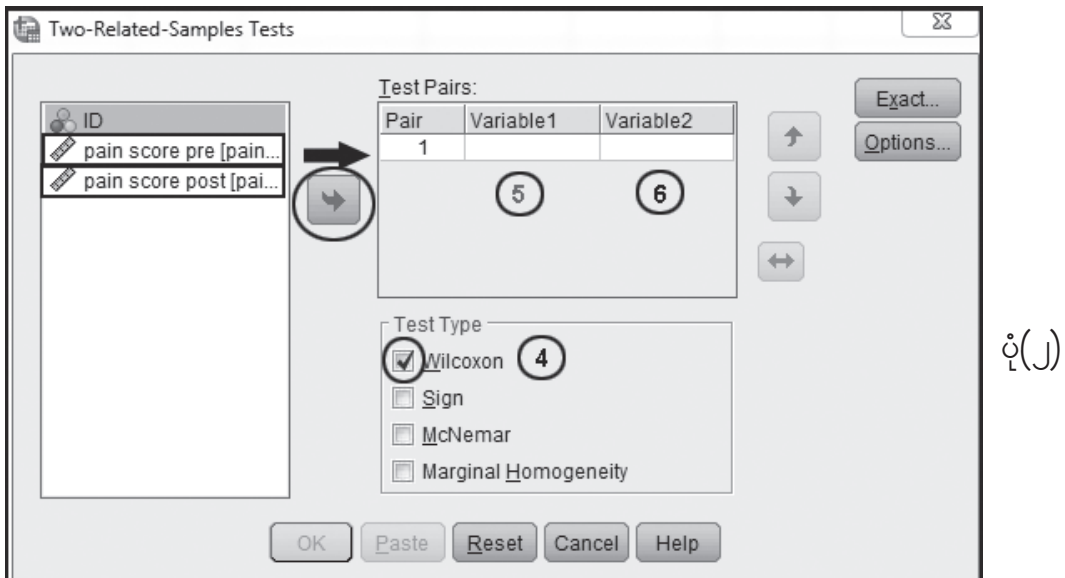 Two-Related-Samples Tests
Test Pairs:
ID
pain score pre [pain...
pain score post [pai...
Pair Variable1 Variable2
1
5 6
Exact...
Options...
Test Type
Wilcoxon 4
Sign
McNemar
Marginal Homogeneity
OK Paste Reset Cancel Help
ပုံ(၂)